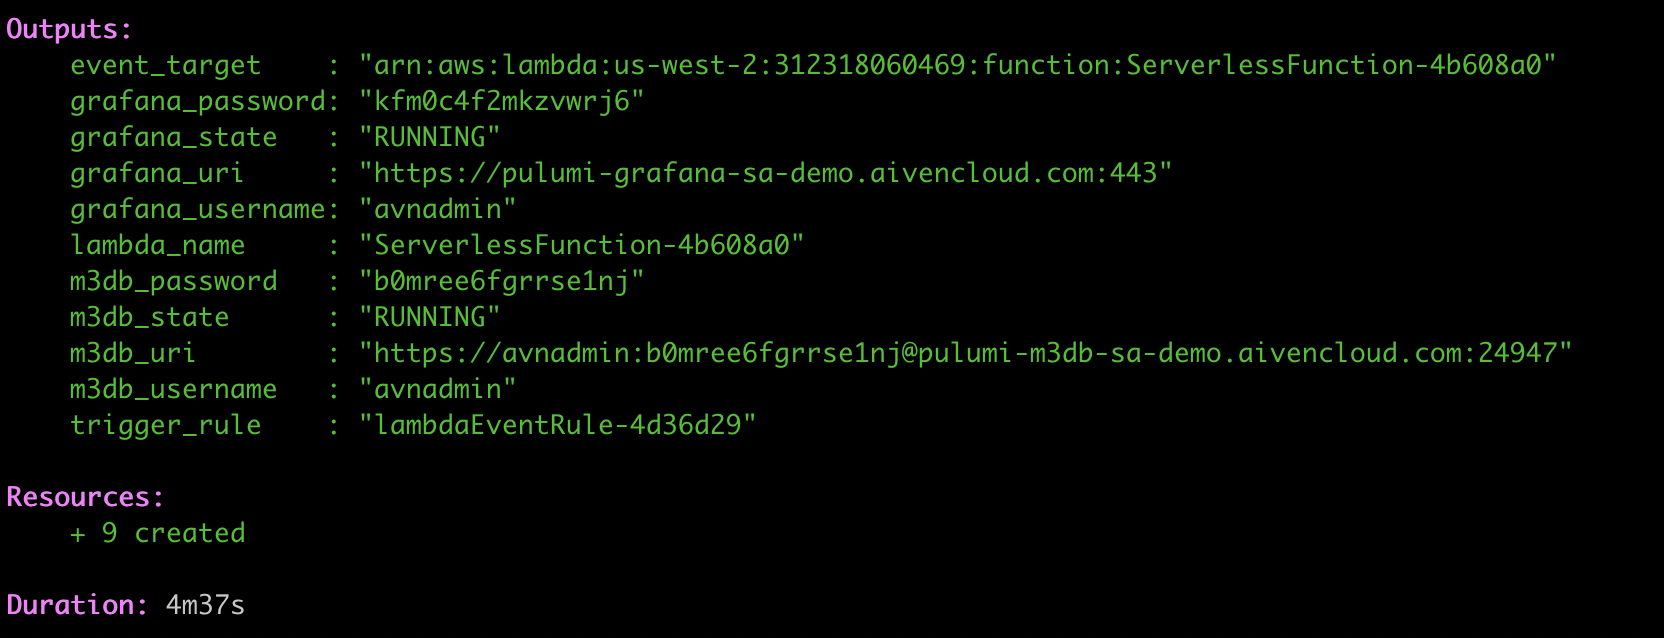 Outputs:
    event_target    : "arn:aws:lambda:us-west-2:312318060469:function:ServerlessFunction-4b608a0"
    grafana_password: "kfm0c4f2mkzvwrj6"
    grafana_state   : "RUNNING"
    grafana_uri     : "https://pulumi-grafana-sa-demo.aivencloud.com:443"
    grafana_username: "avnadmin"
    lambda_name     : "ServerlessFunction-4b608a0"
    m3db_password   : "b0mree6fgrrse1nj"
    m3db_state      : "RUNNING"
    m3db_uri        : "https://avnadmin:b0mree6fgrrse1nj@pulumi-m3db-sa-demo.aivencloud.com:24947"
    m3db_username   : "avnadmin"
    trigger_rule    : "lambdaEventRule-4d36d29"
Resources:
    + 9 created
Duration: 4m37s